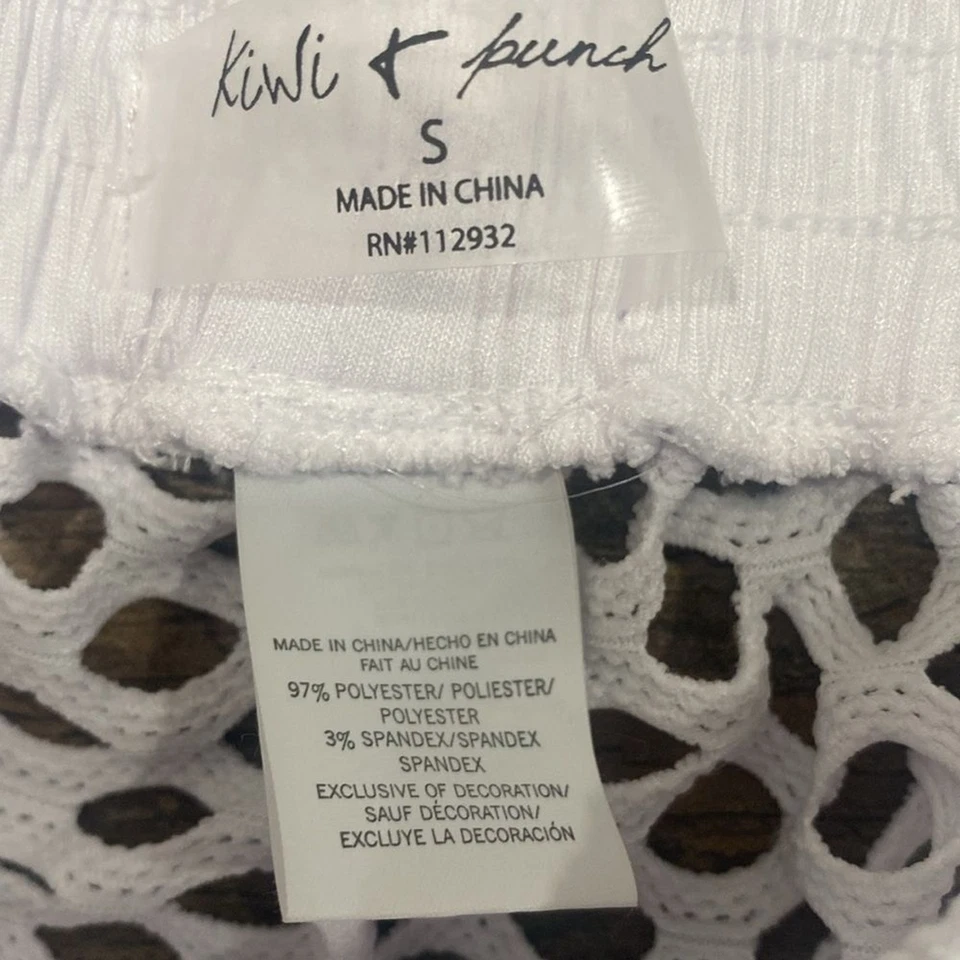 Kiwi + punch
S
MADE IN CHINA
RN#112932
MADE IN CHINA/HECHO EN CHINA
FAIT AU CHINE
97% POLYESTER/ POLIESTER/
POLYESTER
3% SPANDEX/SPANDEX
SPANDEX
EXCLUSIVE OF DECORATION/
SAUF DÉCORATION/
EXCLUYE LA DECORACIÓN